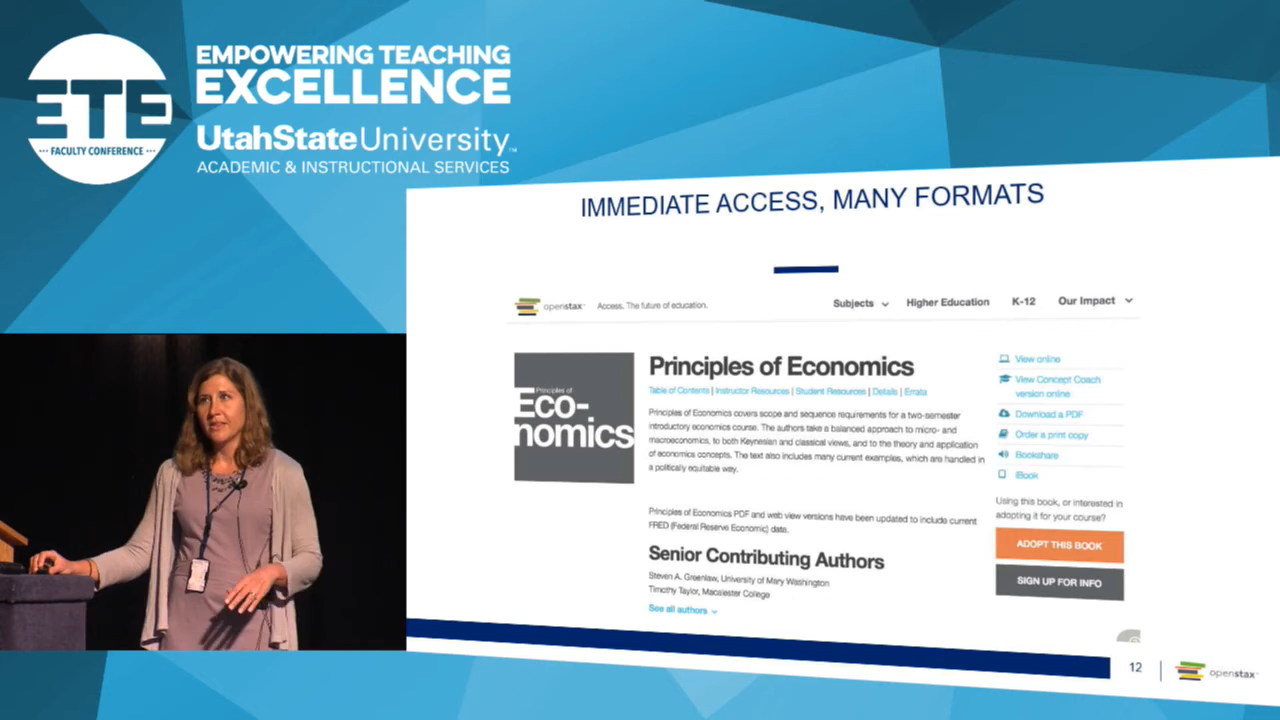 ETE
··· FACULTY CONFERENCE ···
EMPOWERING TEACHING
EXCELLENCE
UtahStateUniversity™
ACADEMIC & INSTRUCTIONAL SERVICES
IMMEDIATE ACCESS, MANY FORMATS
openstax™ Access. The future of education.
Subjects Higher Education K-12 Our Impact
Principles of
Eco-
nomics
Principles of Economics
Table of Contents | Instructor Resources | Student Resources | Details | Errata
Principles of Economics covers scope and sequence requirements for a two-semester
introductory economics course. The authors take a balanced approach to micro- and
macroeconomics, to both Keynesian and classical views, and to the theory and application
of economics concepts. The text also includes many current examples, which are handled in
a politically equitable way.
Principles of Economics PDF and web view versions have been updated to include current
FRED (Federal Reserve Economic) data.
Senior Contributing Authors
Steven A. Greenlaw, University of Mary Washington
Timothy Taylor, Macalester College
See all authors
View online
View Concept Coach
version online
Download a PDF
Order a print copy
Bookshare
iBook
Using this book, or interested in
adopting it for your course?
ADOPT THIS BOOK
SIGN UP FOR INFO
12
openstax™